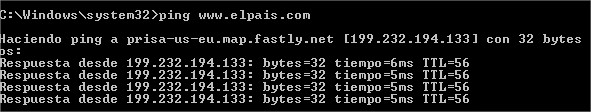 C:\Windows\system32>ping www.elpais.com
Haciendo ping a prisa-us-eu.map.fastly.net [199.232.194.133] con 32 bytes
os:
Respuesta desde 199.232.194.133: bytes=32 tiempo=6ms TTL=56
Respuesta desde 199.232.194.133: bytes=32 tiempo=5ms TTL=56
Respuesta desde 199.232.194.133: bytes=32 tiempo=5ms TTL=56
Respuesta desde 199.232.194.133: bytes=32 tiempo=5ms TTL=56